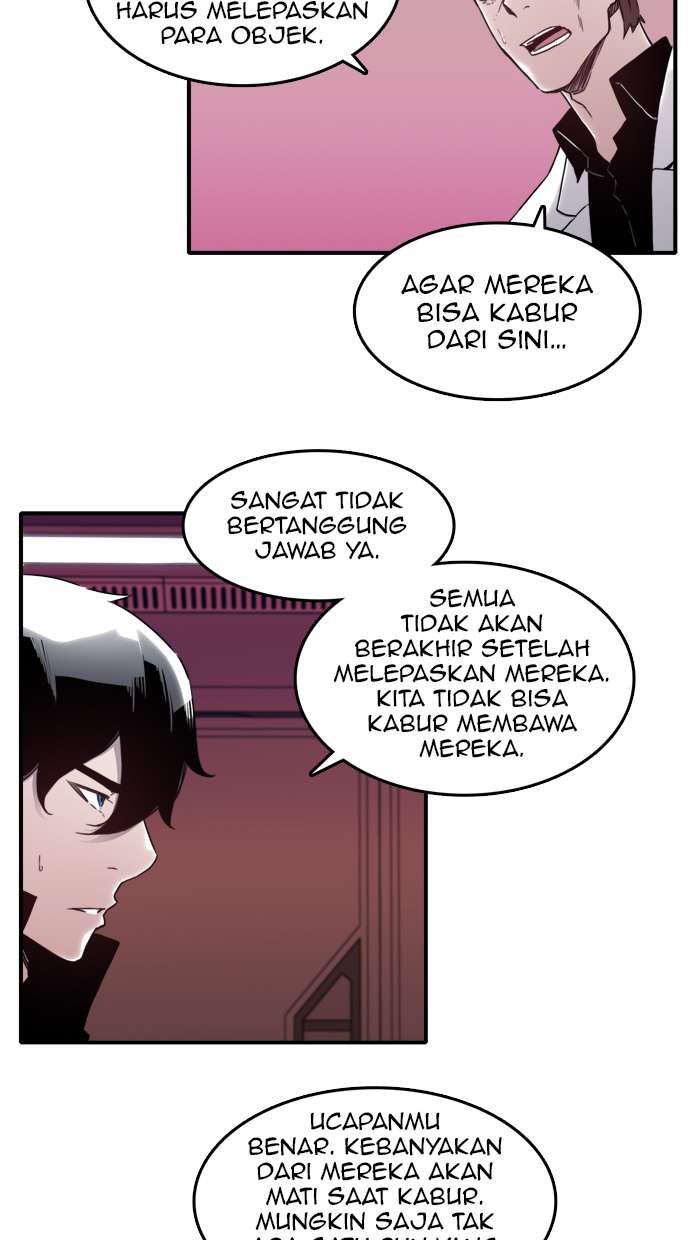 HARUS MELEPASKAN
PARA OBJEK.
AGAR MEREKA
BISA KABUR
DARI SINI...
SANGAT TIDAK
BERTANGGUNG
JAWAB YA.
SEMUA
TIDAK AKAN
BERAKHIR SETELAH
MELEPASKAN MEREKA.
KITA TIDAK BISA
KABUR MEMBAWA
MEREKA.
UCAPANMU
BENAR. KEBANYAKAN
DARI MEREKA AKAN
MATI SAAT KABUR.
MUNGKIN SAJA TAK